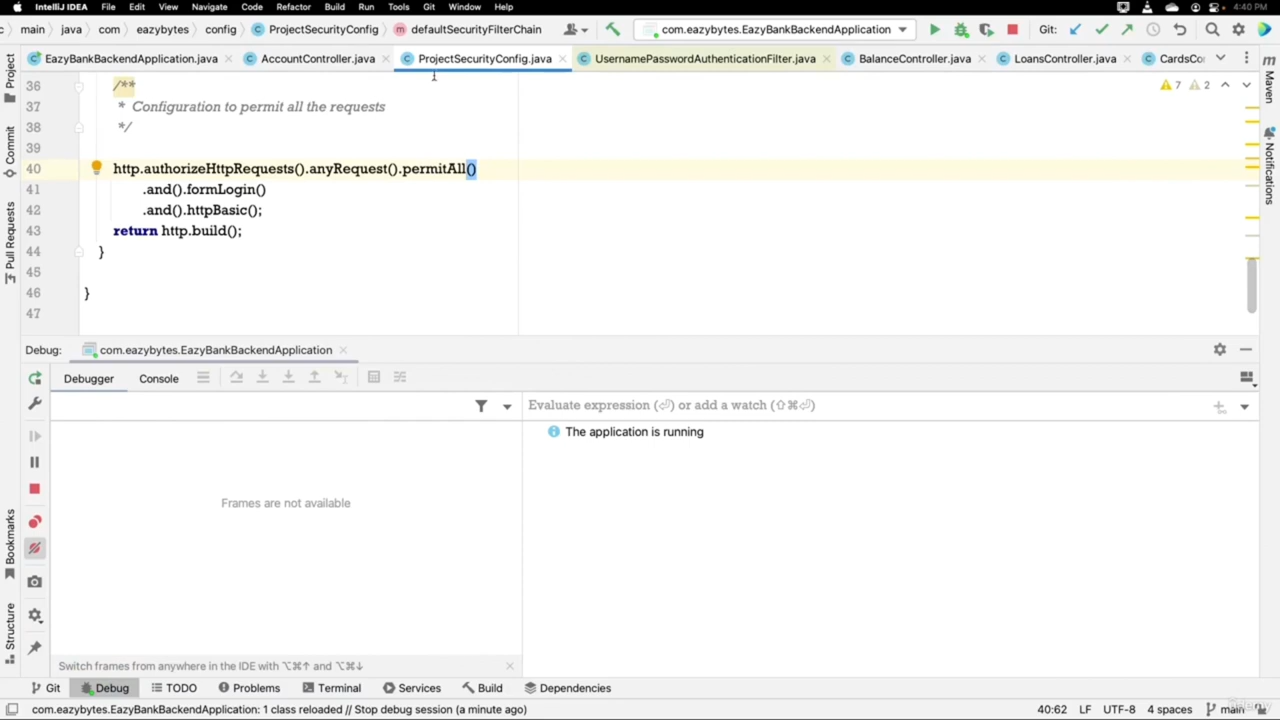 IntelliJ IDEA File Edit View Navigate Code Refactor Build Run Tools Git Window Help 4:40 PM
main java com eazybytes config ProjectSecurityConfig defaultSecurityFilterChain com.eazybytes.EazyBankBackendApplication Git:
EazyBankBackendApplication.java AccountController.java ProjectSecurityConfig.java UsernamePasswordAuthenticationFilter.java BalanceController.java LoansController.java CardsCo
Project
Commit
Pull Requests
Bookmarks
Structure
Maven
Notifications
7 2
36 /**
37 * Configuration to permit all the requests
38 */
39
40 http.authorizeHttpRequests().anyRequest().permitAll()
41 .and().formLogin()
42 .and().httpBasic();
43 return http.build();
44 }
45
46 }
47
Debug: com.eazybytes.EazyBankBackendApplication
Debugger Console
Evaluate expression (⏎) or add a watch (⇧⌘⏎)
The application is running
Frames are not available
Switch frames from anywhere in the IDE with ⌥⌘↑ and ⌥⌘↓
Git Debug TODO Problems Terminal Services Build Dependencies
com.eazybytes.EazyBankBackendApplication: 1 class reloaded // Stop debug session (a minute ago) 40:62 LF UTF-8 4 spaces main